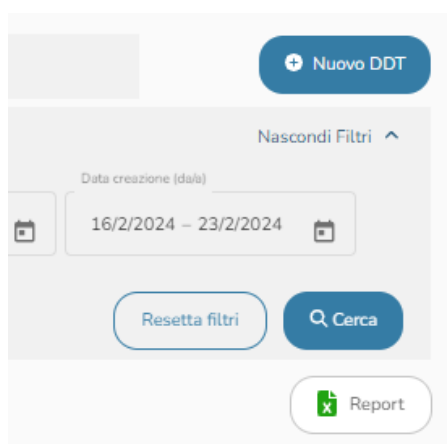 Nuovo DDT
Nascondi Filtri
Data creazione (da/a)
16/2/2024 – 23/2/2024
Resetta filtri
Cerca
Report